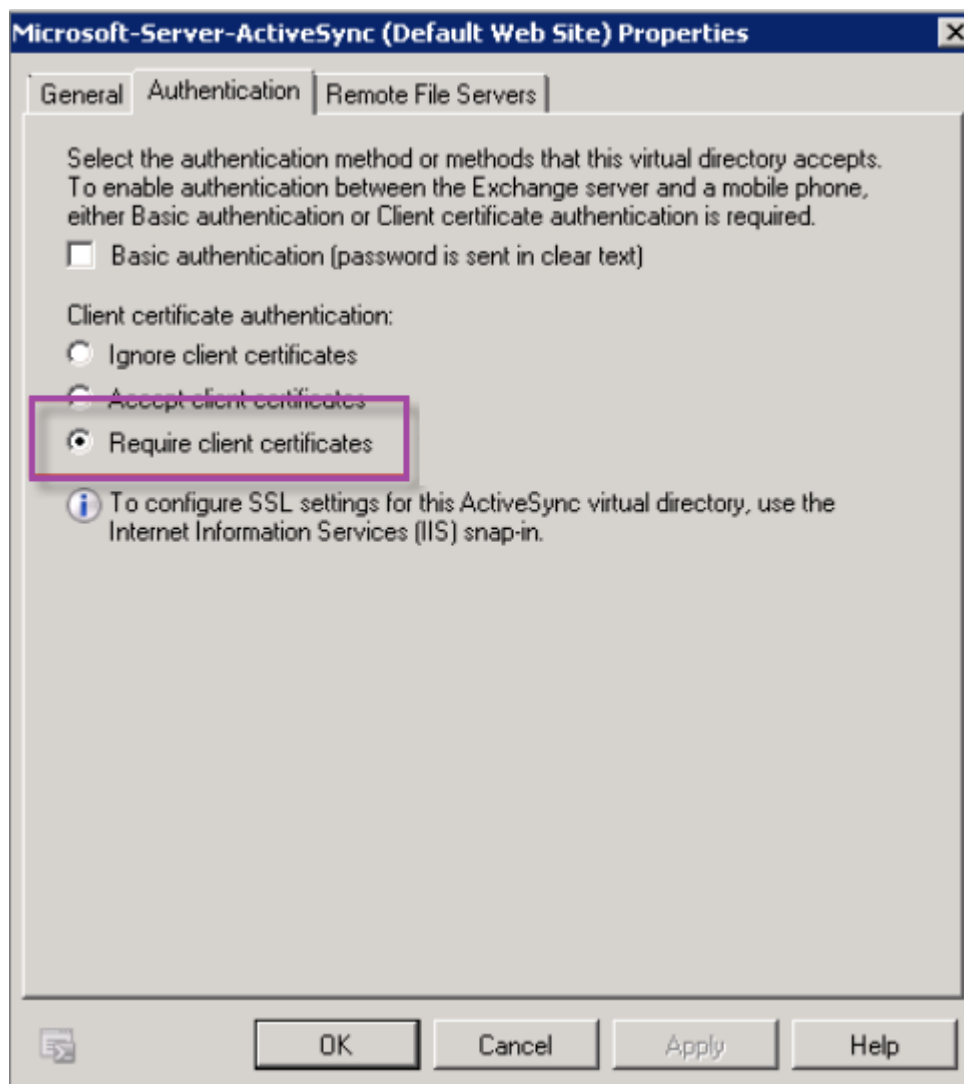 Microsoft-Server-ActiveSync (Default Web Site) Properties
General Authentication Remote File Servers
Select the authentication method or methods that this virtual directory accepts.
To enable authentication between the Exchange server and a mobile phone,
either Basic authentication or Client certificate authentication is required.
Basic authentication (password is sent in clear text)
Client certificate authentication:
Ignore client certificates
Accept client certificates
Require client certificates
To configure SSL settings for this ActiveSync virtual directory, use the
Internet Information Services (IIS) snap-in.
OK Cancel Apply Help